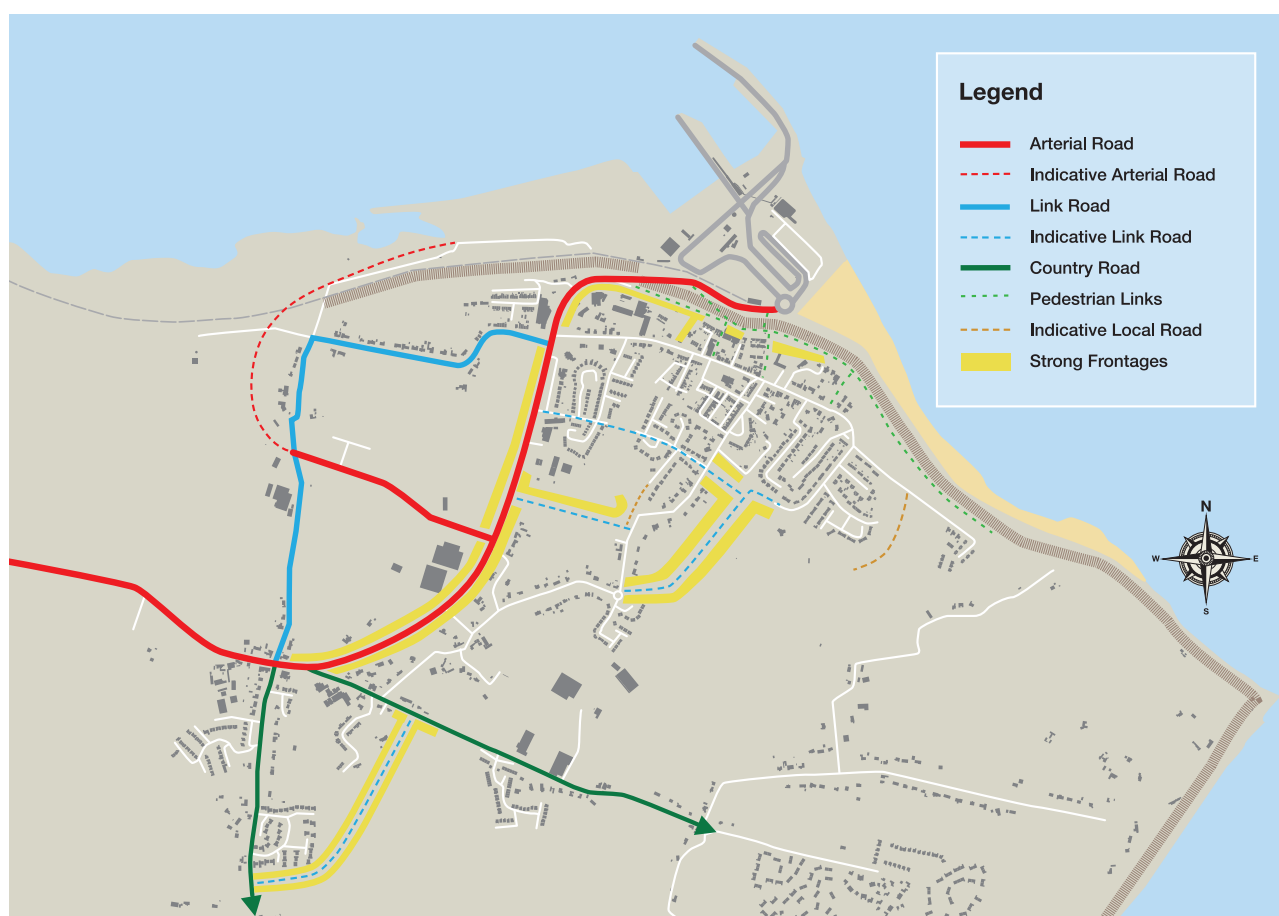 Legend
Arterial Road
Indicative Arterial Road
Link Road
Indicative Link Road
Country Road
Pedestrian Links
Indicative Local Road
Strong Frontages
N
W E
S